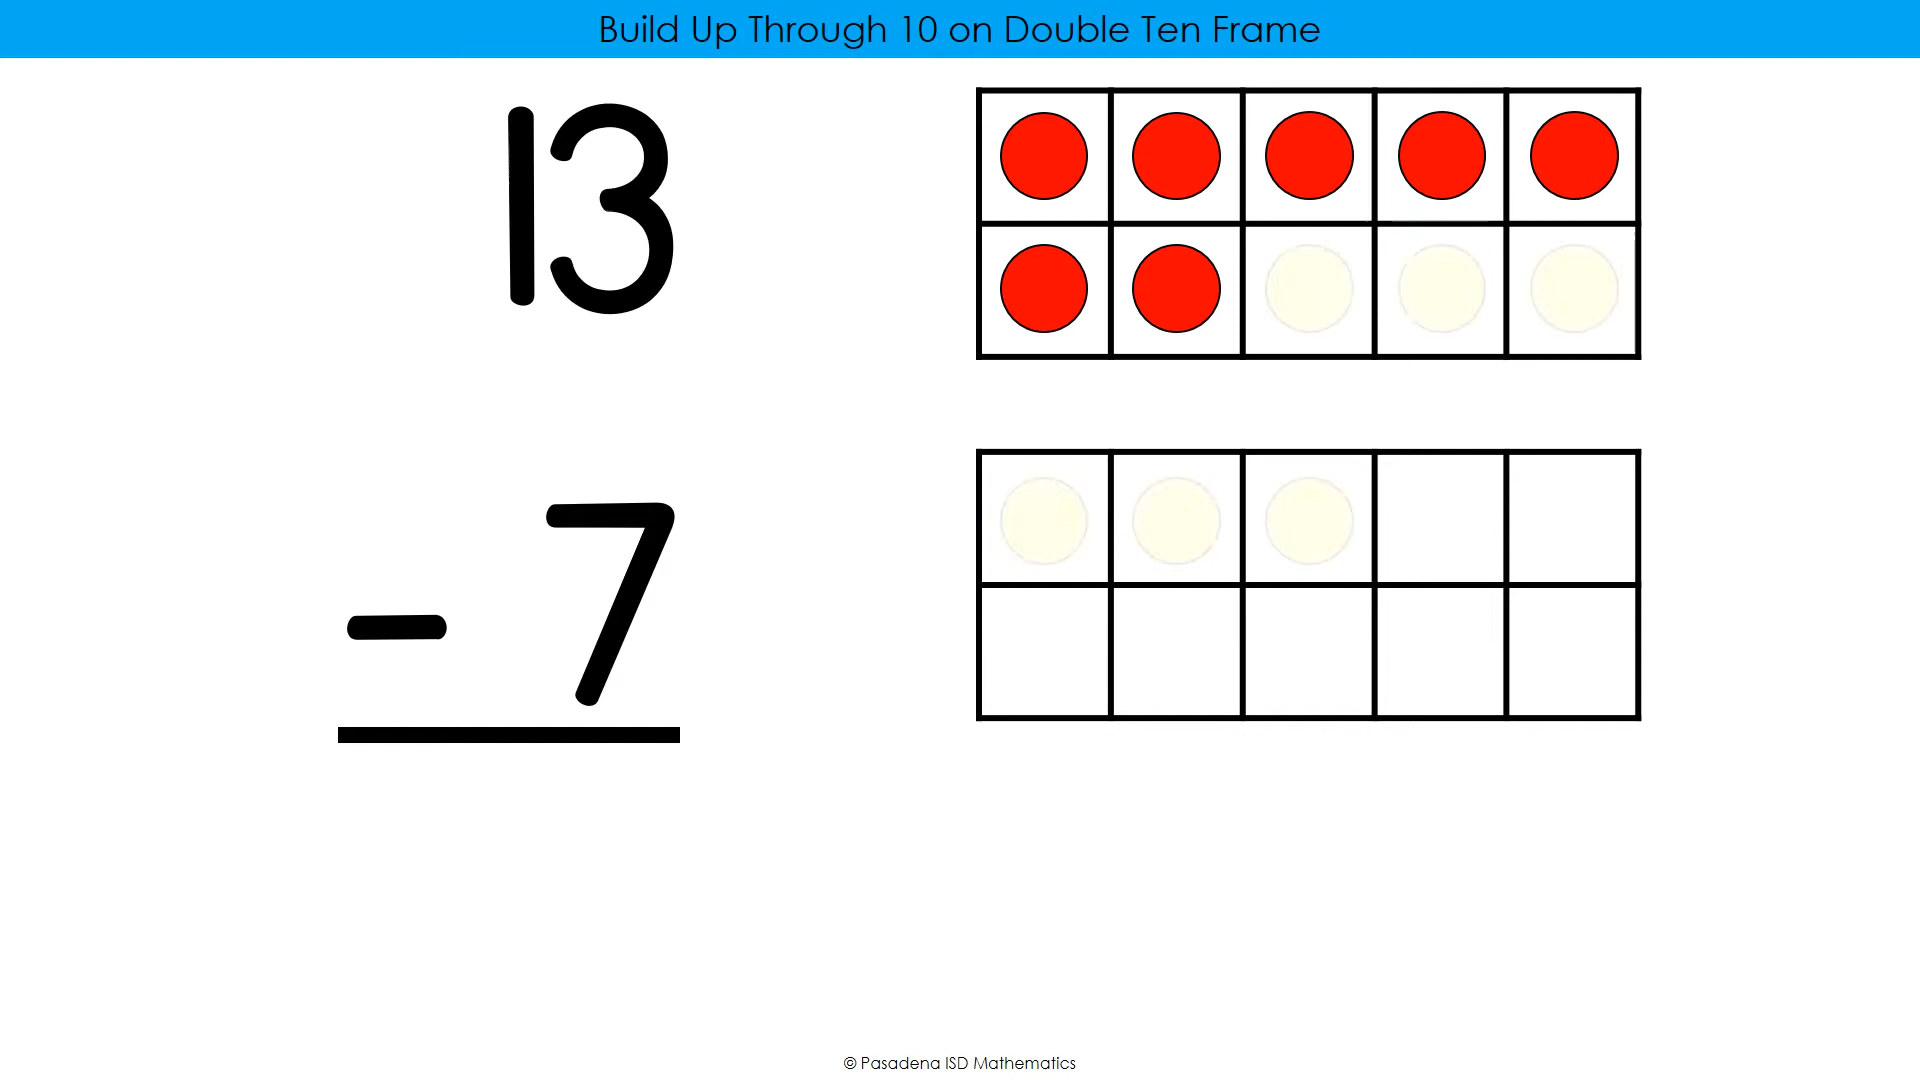 Build Up Through 10 on Double Ten Frame
13
- 7
© Pasadena ISD Mathematics